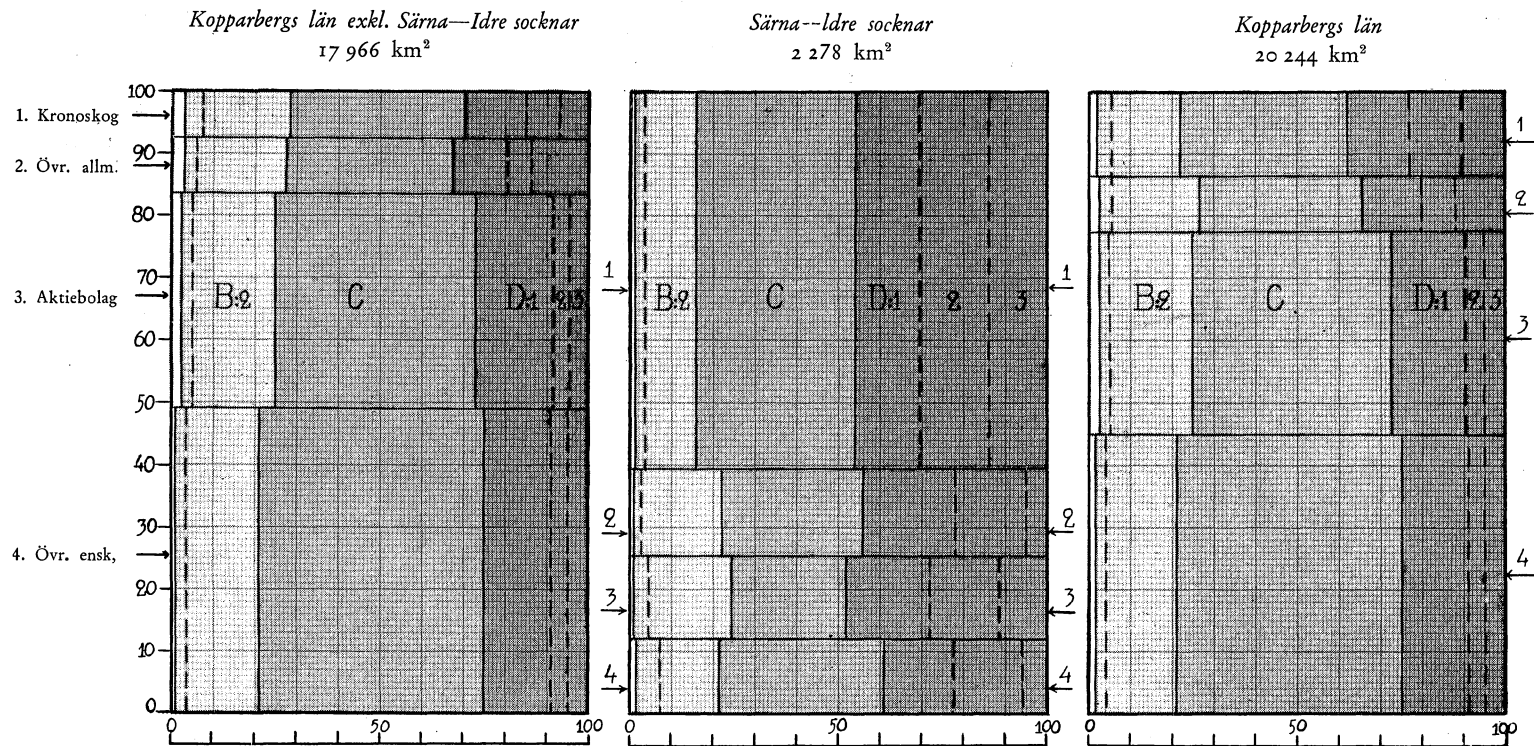 Kopparbergs län exkl. Särna—Idre socknar
17 966 km²
Särna--ldre socknar
2 278 km²
Kopparbergs län
20 244 km²
100
90
80
70
60
50
40
30
20
10
0
1. Kronoskog
2. Övr. allm.
3. Aktiebolag
4. Övr. ensk,
B:2 C D:1 2 3
0 50 100
1
2
3
4
B:2 C D:1 2 3
1
2
3
4
0 50 100
B:2 C D:1 2 3
1
2
3
4
0 50 100